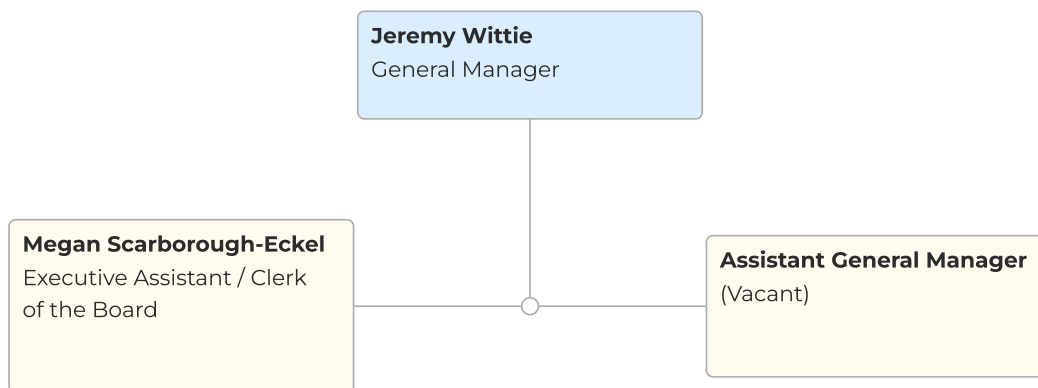 Jeremy Wittie
General Manager
Megan Scarborough-Eckel
Executive Assistant / Clerk
of the Board
Assistant General Manager
(Vacant)